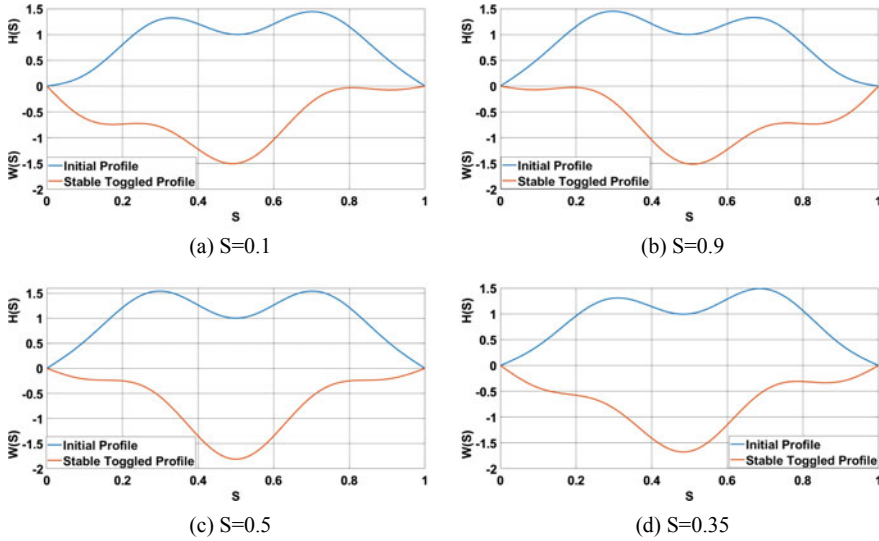 H(S)
W(S)
1.5
1
0.5
0
-0.5
-1
-1.5
-2
Initial Profile
Stable Toggled Profile
0 0.2 0.4 0.6 0.8 1
S
(a) S=0.1
H(S)
W(S)
1.5
1
0.5
0
-0.5
-1
-1.5
-2
Initial Profile
Stable Toggled Profile
0 0.2 0.4 0.6 0.8 1
S
(b) S=0.9
H(S)
W(S)
1.5
1
0.5
0
-0.5
-1
-1.5
-2
Initial Profile
Stable Toggled Profile
0 0.2 0.4 0.6 0.8 1
S
(c) S=0.5
H(S)
W(S)
1.5
1
0.5
0
-0.5
-1
-1.5
-2
Initial Profile
Stable Toggled Profile
0 0.2 0.4 0.6 0.8 1
S
(d) S=0.35